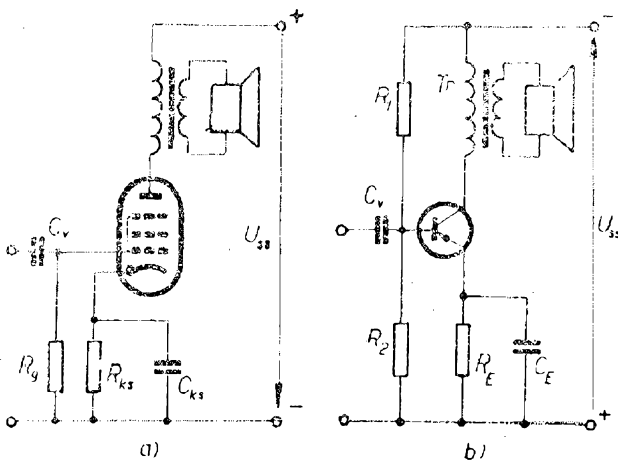 +
C_v
R_g
R_ks
C_ks
U_ss
–
a)
–
R_1
Tr
C_v
R_2
R_E
C_E
U_ss
+
b)